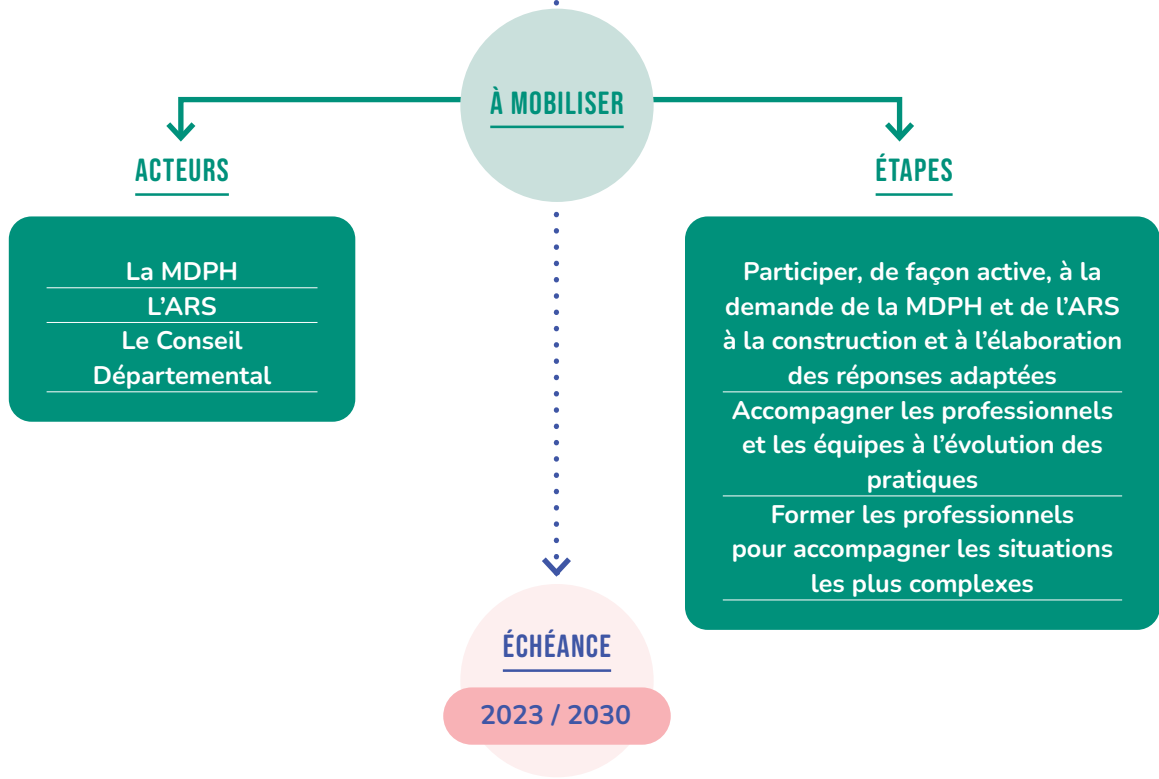 À MOBILISER
ACTEURS
La MDPH
L’ARS
Le Conseil
Départemental
ÉTAPES
Participer, de façon active, à la
demande de la MDPH et de l’ARS
à la construction et à l’élaboration
des réponses adaptées
Accompagner les professionnels
et les équipes à l’évolution des
pratiques
Former les professionnels
pour accompagner les situations
les plus complexes
ÉCHÉANCE
2023 / 2030